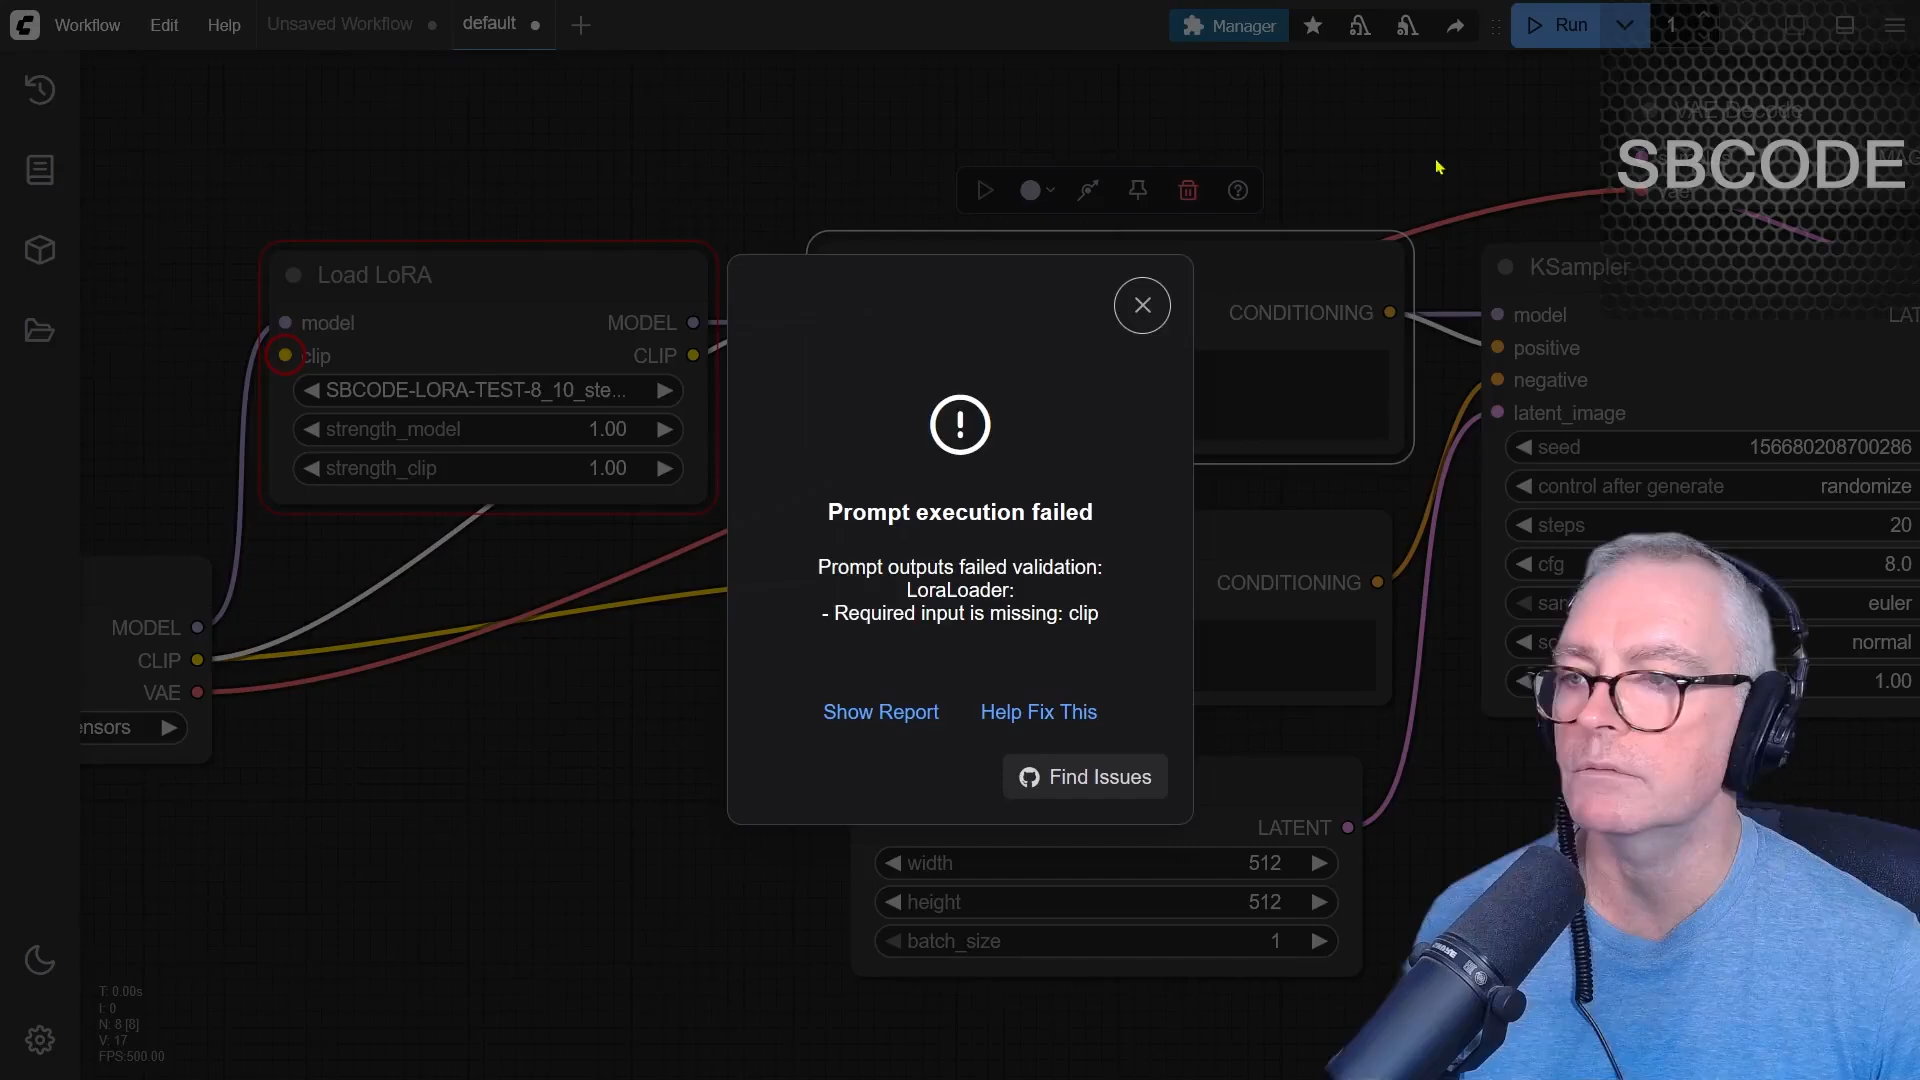 Workflow
Edit
Help
Unsaved Workflow
default
Manager
Run
1
SBCODE
VAE Decode
Load LoRA
model
MODEL
clip
CLIP
SBCODE-LORA-TEST-8_10_ste...
strength_model
1.00
strength_clip
1.00
CONDITIONING
KSampler
model
positive
negative
latent_image
seed
156680208700286
control after generate
randomize
steps
20
cfg
8.0
euler
normal
1.00
Prompt execution failed
Prompt outputs failed validation:
LoraLoader:
- Required input is missing: clip
Show Report
Help Fix This
Find Issues
MODEL
CLIP
VAE
ensors
CONDITIONING
LATENT
width
512
height
512
batch_size
1
T: 0.00s
I: 0
N: 8 [8]
V: 17
FPS:500.00